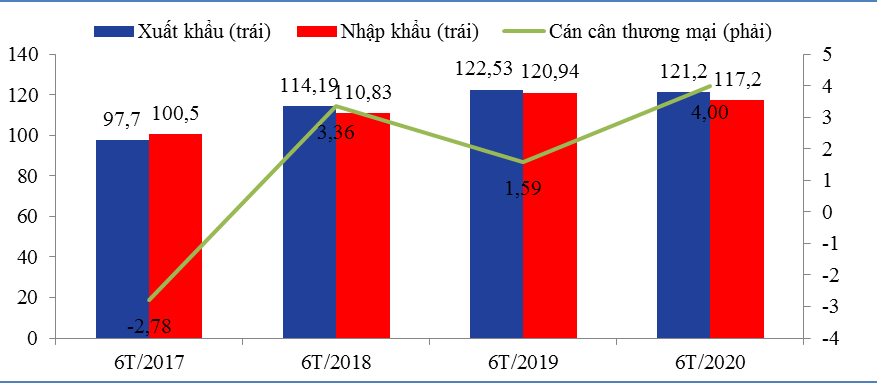 Xuất khẩu (trái) Nhập khẩu (trái) Cán cân thương mại (phải)
140 5
120 4
100 3
80 2
60 1
40 0
20 -1
0 -2
-3
-4
97,7 100,5 114,19 110,83 122,53 120,94 121,2 117,2
-2,78 3,36 1,59 4,00
6T/2017 6T/2018 6T/2019 6T/2020